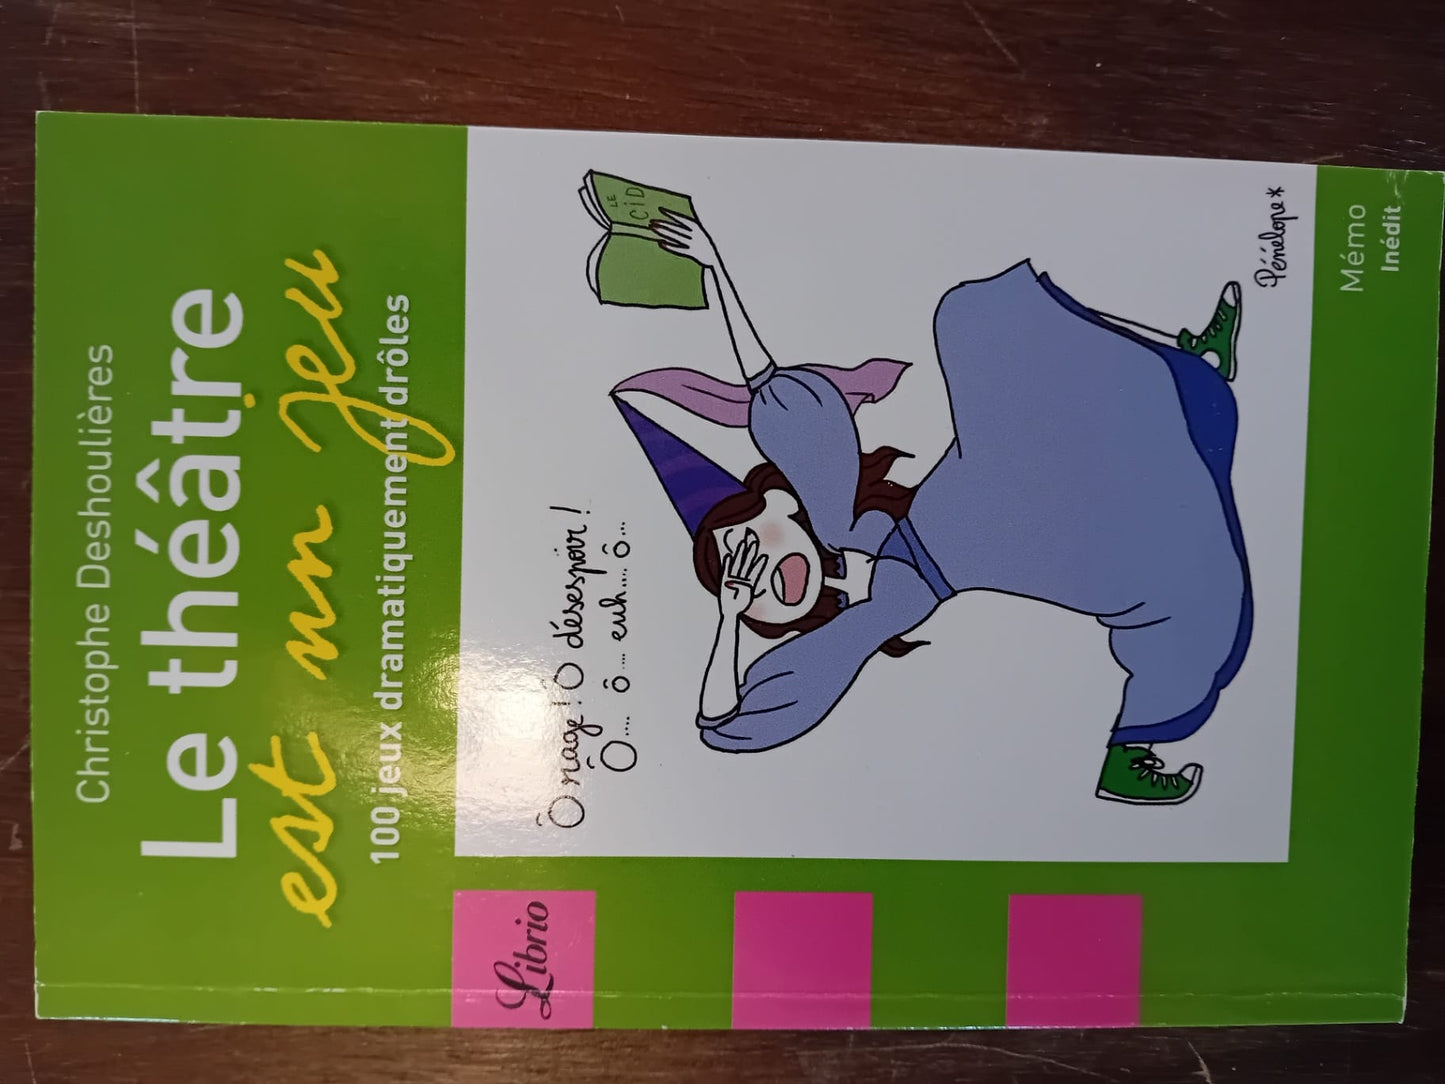 Christophe Deshoulières
Le théâtre
est un jeu
100 jeux dramatiquement drôles
LE
CID
Ô rage ! Ô désespoir !
Ô.... ô.... euh.... ô...
Pénélope*
Librio
Mémo
Inédit